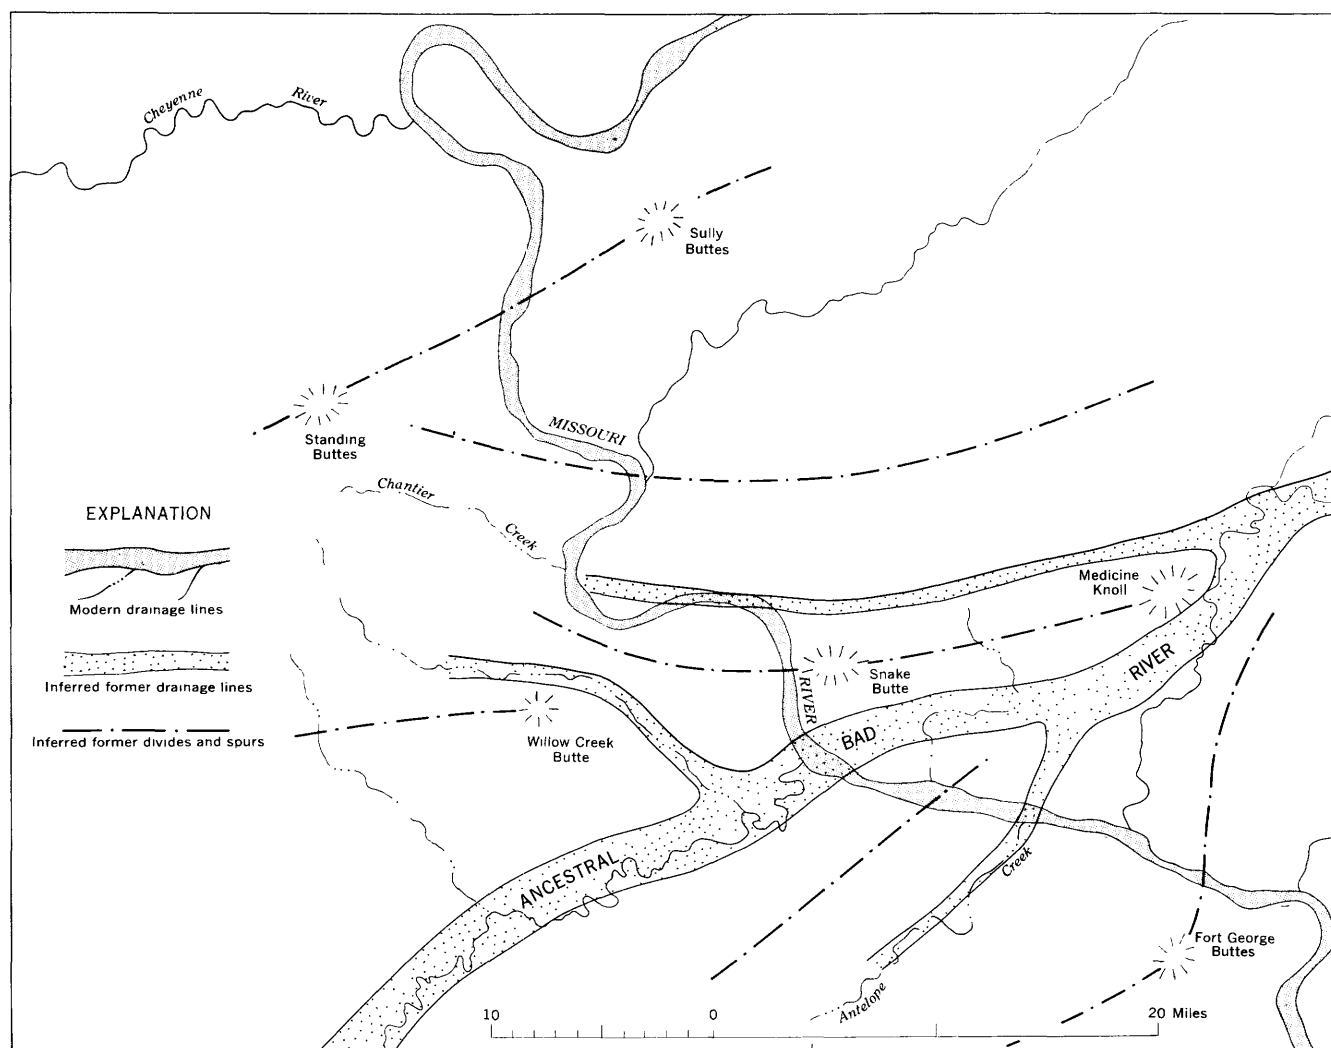 Cheyenne River
Sully
Buttes
MISSOURI
Standing
Buttes
Chantier
Creek
EXPLANATION
Modern drainage lines
Inferred former drainage lines
Inferred former divides and spurs
Medicine
Knoll
Snake
Butte
RIVER
RIVER
BAD
Willow Creek
Butte
ANCESTRAL
Creek
Fort George
Buttes
Antelope
10 0 20 Miles